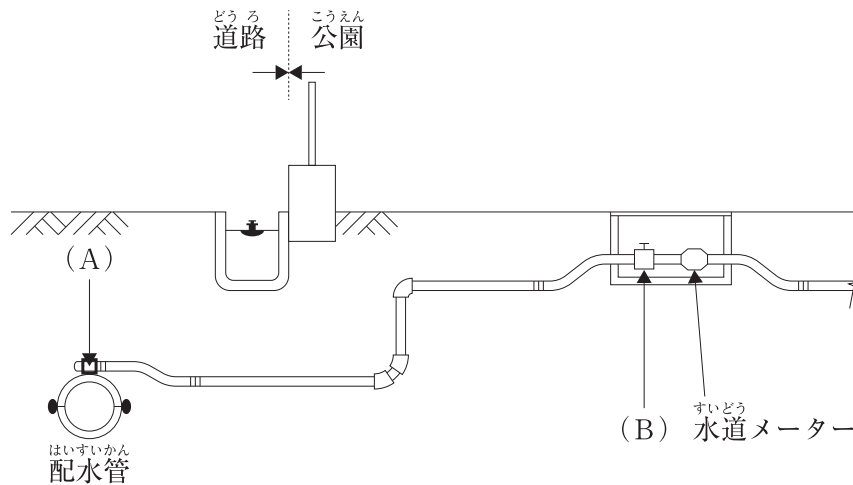 どう ろ
道路
こうえん
公園
（A）
はいすいかん
配水管
（B）
すいどう
水道メーター